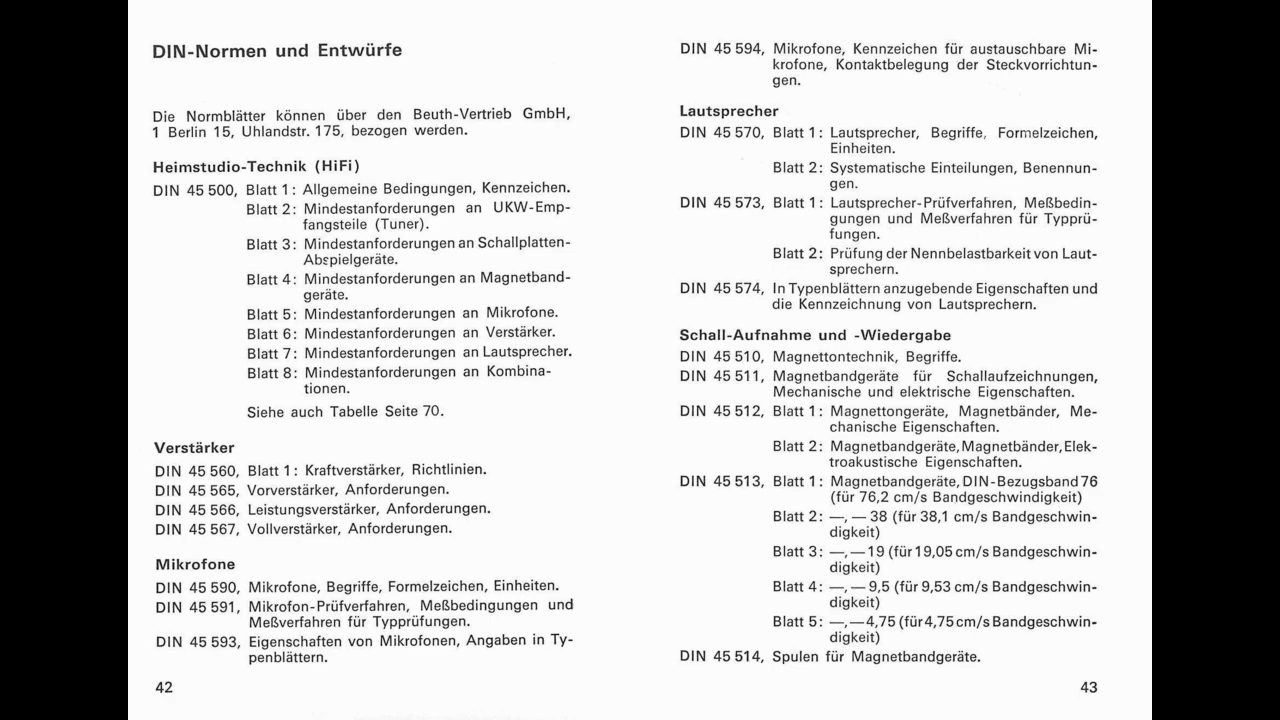 DIN-Normen und Entwürfe
Die Normblätter können über den Beuth-Vertrieb GmbH,
1 Berlin 15, Uhlandstr. 175, bezogen werden.
Heimstudio-Technik (HiFi)
DIN 45 500, Blatt 1: Allgemeine Bedingungen, Kennzeichen.
Blatt 2: Mindestanforderungen an UKW-Emp-
fangsteile (Tuner).
Blatt 3: Mindestanforderungen an Schallplatten-
Abspielgeräte.
Blatt 4: Mindestanforderungen an Magnetband-
geräte.
Blatt 5: Mindestanforderungen an Mikrofone.
Blatt 6: Mindestanforderungen an Verstärker.
Blatt 7: Mindestanforderungen an Lautsprecher.
Blatt 8: Mindestanforderungen an Kombina-
tionen.
Siehe auch Tabelle Seite 70.
Verstärker
DIN 45 560, Blatt 1: Kraftverstärker, Richtlinien.
DIN 45 565, Vorverstärker, Anforderungen.
DIN 45 566, Leistungsverstärker, Anforderungen.
DIN 45 567, Vollverstärker, Anforderungen.
Mikrofone
DIN 45 590, Mikrofone, Begriffe, Formelzeichen, Einheiten.
DIN 45 591, Mikrofon-Prüfverfahren, Meßbedingungen und
Meßverfahren für Typprüfungen.
DIN 45 593, Eigenschaften von Mikrofonen, Angaben in Ty-
penblättern.
42
DIN 45 594, Mikrofone, Kennzeichen für austauschbare Mi-
krofone, Kontaktbelegung der Steckvorrichtun-
gen.
Lautsprecher
DIN 45 570, Blatt 1: Lautsprecher, Begriffe, Formelzeichen,
Einheiten.
Blatt 2: Systematische Einteilungen, Benennun-
gen.
DIN 45 573, Blatt 1: Lautsprecher-Prüfverfahren, Meßbedin-
gungen und Meßverfahren für Typprü-
fungen.
Blatt 2: Prüfung der Nennbelastbarkeit von Laut-
sprechern.
DIN 45 574, In Typenblättern anzugebende Eigenschaften und
die Kennzeichnung von Lautsprechern.
Schall-Aufnahme und -Wiedergabe
DIN 45 510, Magnettontechnik, Begriffe.
DIN 45 511, Magnetbandgeräte für Schallaufzeichnungen,
Mechanische und elektrische Eigenschaften.
DIN 45 512, Blatt 1: Magnettongeräte, Magnetbänder, Me-
chanische Eigenschaften.
Blatt 2: Magnetbandgeräte, Magnetbänder, Elek-
troakustische Eigenschaften.
DIN 45 513, Blatt 1: Magnetbandgeräte, DIN-Bezugsband 76
(für 76,2 cm/s Bandgeschwindigkeit)
Blatt 2: —,— 38 (für 38,1 cm/s Bandgeschwin-
digkeit)
Blatt 3: —,— 19 (für 19,05 cm/s Bandgeschwin-
digkeit)
Blatt 4: —,— 9,5 (für 9,53 cm/s Bandgeschwin-
digkeit)
Blatt 5: —,— 4,75 (für 4,75 cm/s Bandgeschwin-
digkeit)
DIN 45 514, Spulen für Magnetbandgeräte.
43